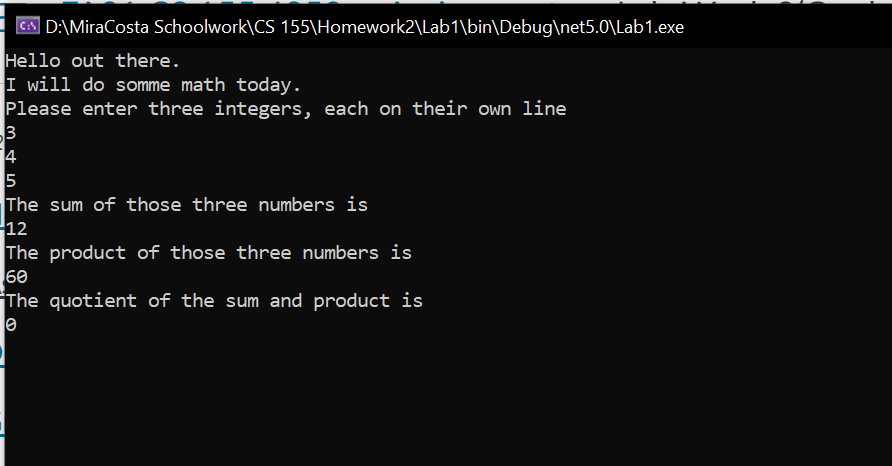 D:\MiraCosta Schoolwork\CS 155\Homework2\Lab1\bin\Debug\net5.0\Lab1.exe
Hello out there.
I will do somme math today.
Please enter three integers, each on their own line
3
4
5
The sum of those three numbers is
12
The product of those three numbers is
60
The quotient of the sum and product is
0